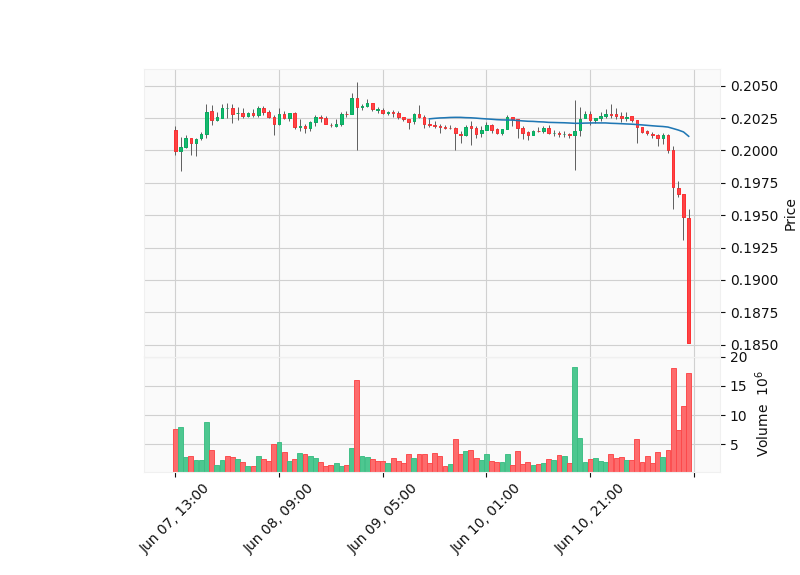 0.2050
0.2025
0.2000
0.1975
0.1950
0.1925
0.1900
0.1875
0.1850
Price
20
15
10
5
Volume 10⁶
Jun 07, 13:00
Jun 08, 09:00
Jun 09, 05:00
Jun 10, 01:00
Jun 10, 21:00